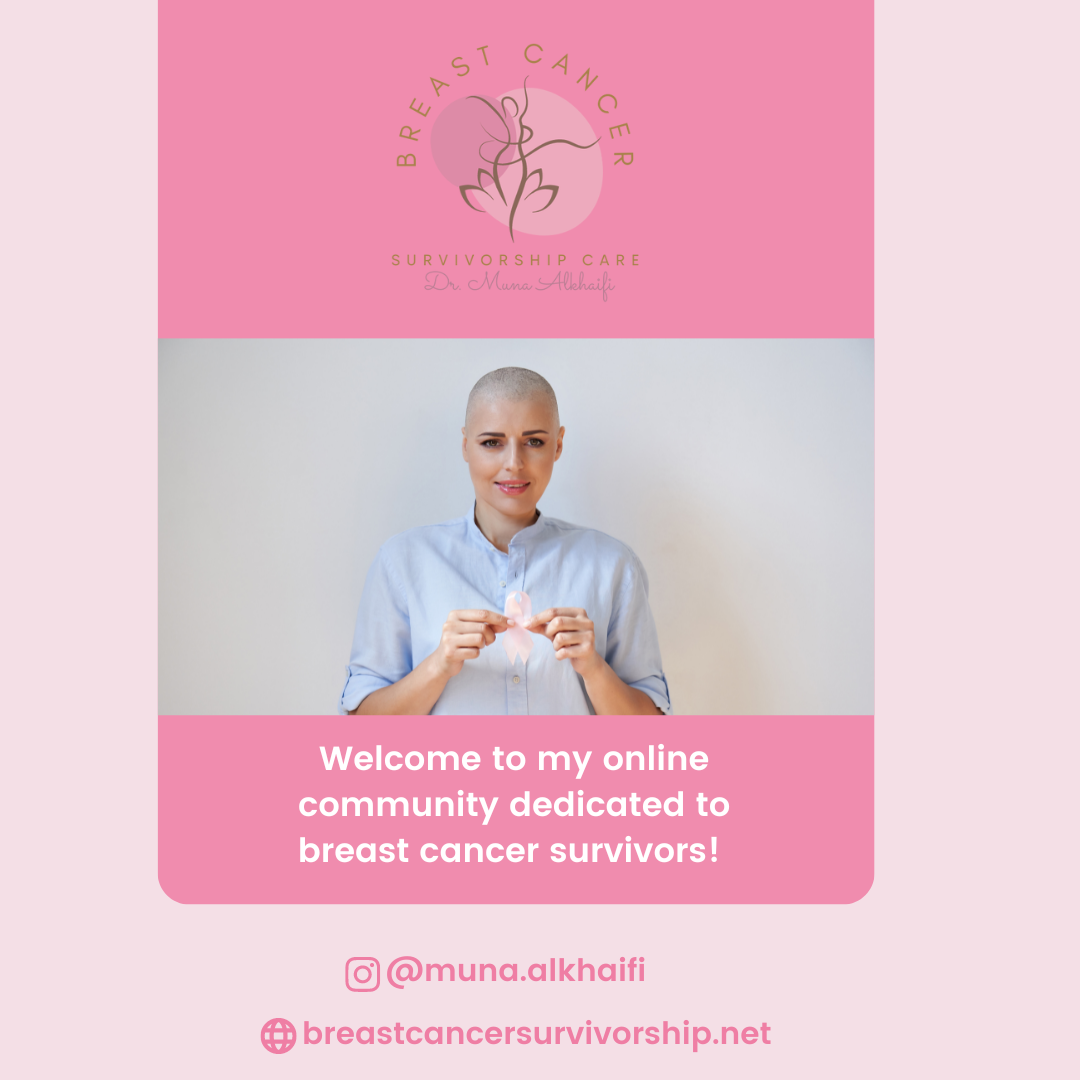 BREAST CANCER
SURVIVORSHIP CARE
Dr. Muna Alkhaifi
Welcome to my online
community dedicated to
breast cancer survivors!
@muna.alkhaifi
breastcancersurvivorship.net